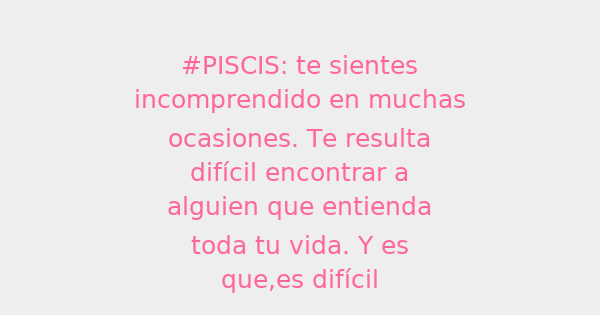 #PISCIS: te sientes
incomprendido en muchas
ocasiones. Te resulta
difícil encontrar a
alguien que entienda
toda tu vida. Y es
que,es difícil